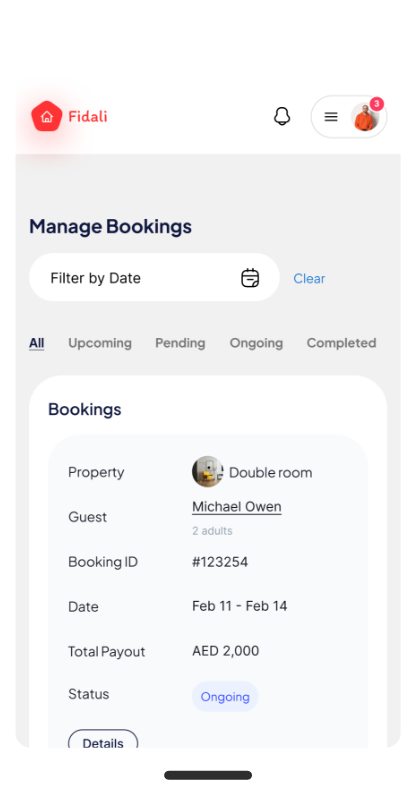 Fidali
3
Manage Bookings
Filter by Date
Clear
All Upcoming Pending Ongoing Completed
Bookings
Property Double room
Guest Michael Owen
2 adults
Booking ID #123254
Date Feb 11 - Feb 14
Total Payout AED 2,000
Status Ongoing
Details